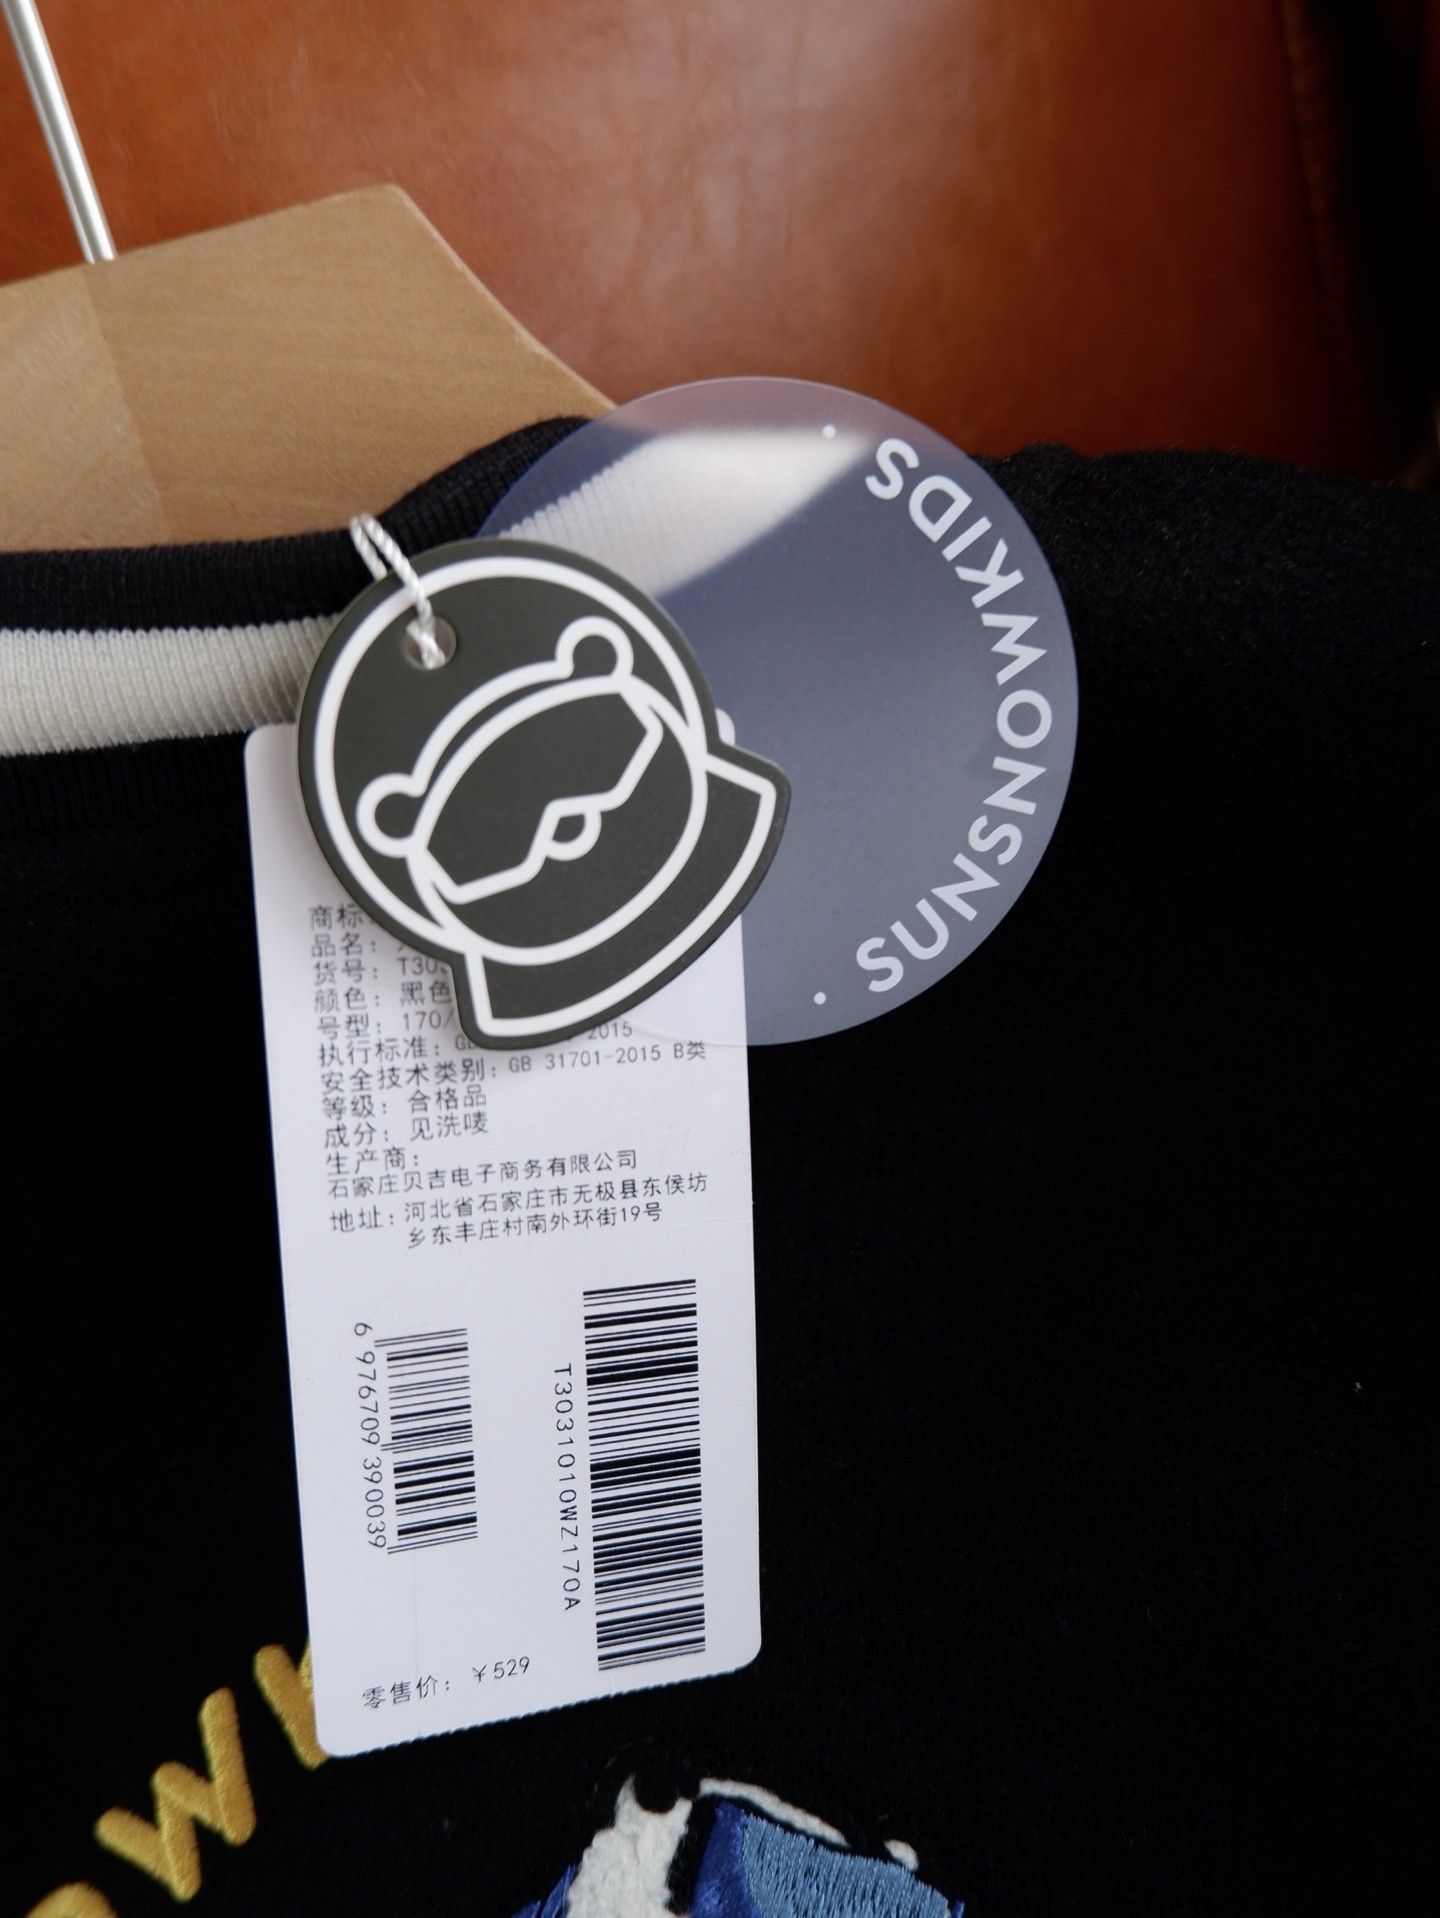 SUNSNOWKIDS
商标
品名：
货号： T303
颜色： 黑色
号型： 170/
执行标准： 2015
安全技术类别：GB 31701-2015 B类
等级： 合格品
成分： 见洗唛
生产商：
石家庄贝吉电子商务有限公司
地址：河北省石家庄市无极县东侯坊
乡东丰庄村南外环街19号
6 976709 390039
T3031010WZ170A
零售价： ￥529
OWK